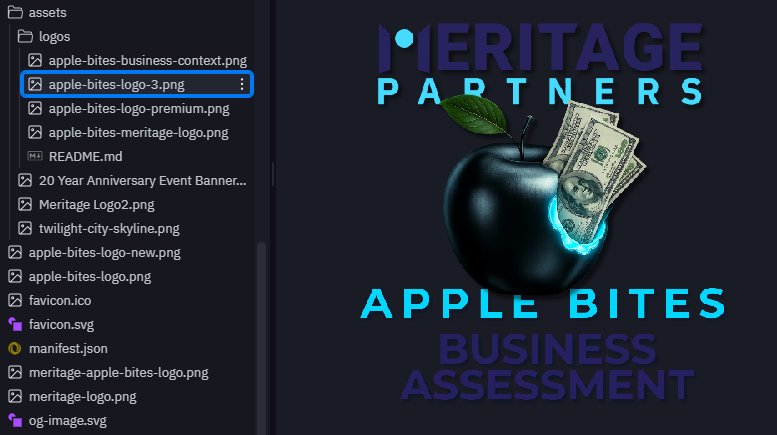 assets
logos
apple-bites-business-context.png
apple-bites-logo-3.png
apple-bites-logo-premium.png
apple-bites-meritage-logo.png
README.md
20 Year Anniversary Event Banner...
Meritage Logo2.png
twilight-city-skyline.png
apple-bites-logo-new.png
apple-bites-logo.png
favicon.ico
favicon.svg
manifest.json
meritage-apple-bites-logo.png
meritage-logo.png
og-image.svg
MERITAGE
PARTNERS
APPLE BITES
BUSINESS
ASSESSMENT